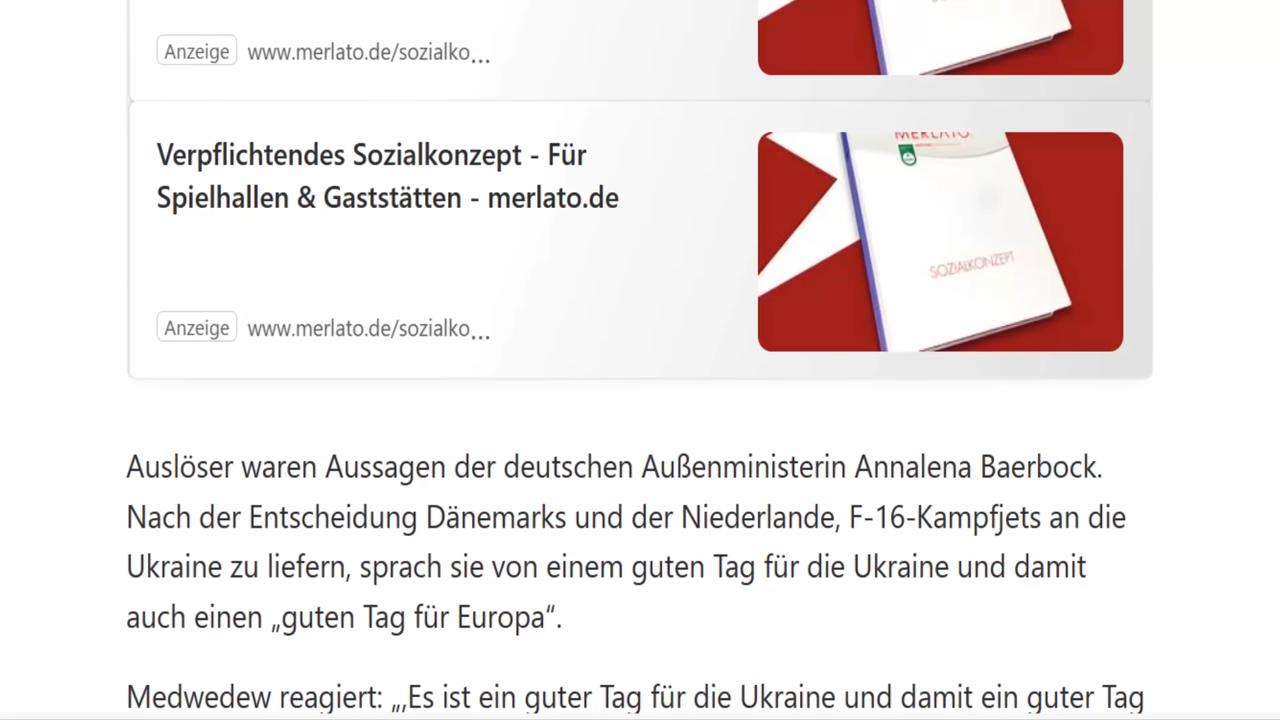 Anzeige www.merlato.de/sozialko...
Verpflichtendes Sozialkonzept - Für
Spielhallen & Gaststätten - merlato.de
MERLATO
SOZIALKONZEPT
Anzeige www.merlato.de/sozialko...
Auslöser waren Aussagen der deutschen Außenministerin Annalena Baerbock.
Nach der Entscheidung Dänemarks und der Niederlande, F-16-Kampfjets an die
Ukraine zu liefern, sprach sie von einem guten Tag für die Ukraine und damit
auch einen „guten Tag für Europa“.
Medwedew reagiert: „‚Es ist ein guter Tag für die Ukraine und damit ein guter Tag